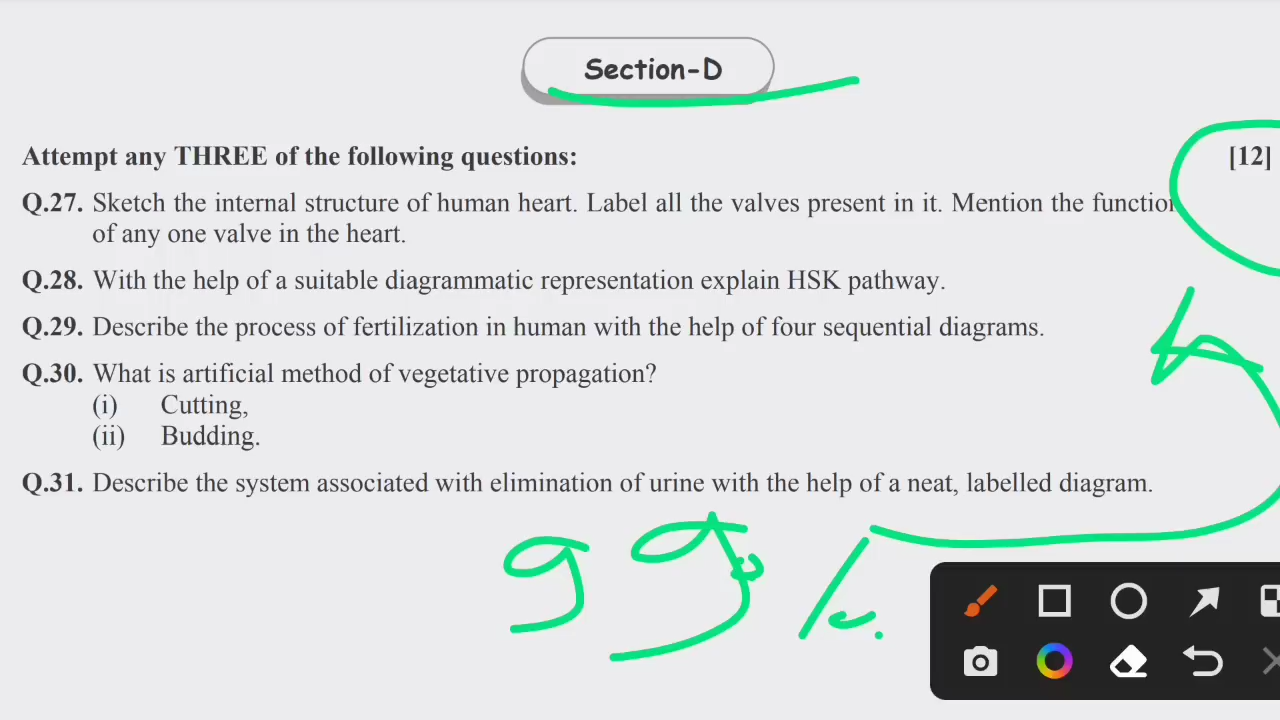 Section-D
Attempt any THREE of the following questions: [12]
Q.27. Sketch the internal structure of human heart. Label all the valves present in it. Mention the function
of any one valve in the heart.
Q.28. With the help of a suitable diagrammatic representation explain HSK pathway.
Q.29. Describe the process of fertilization in human with the help of four sequential diagrams.
Q.30. What is artificial method of vegetative propagation?
(i) Cutting,
(ii) Budding.
Q.31. Describe the system associated with elimination of urine with the help of a neat, labelled diagram.
99%